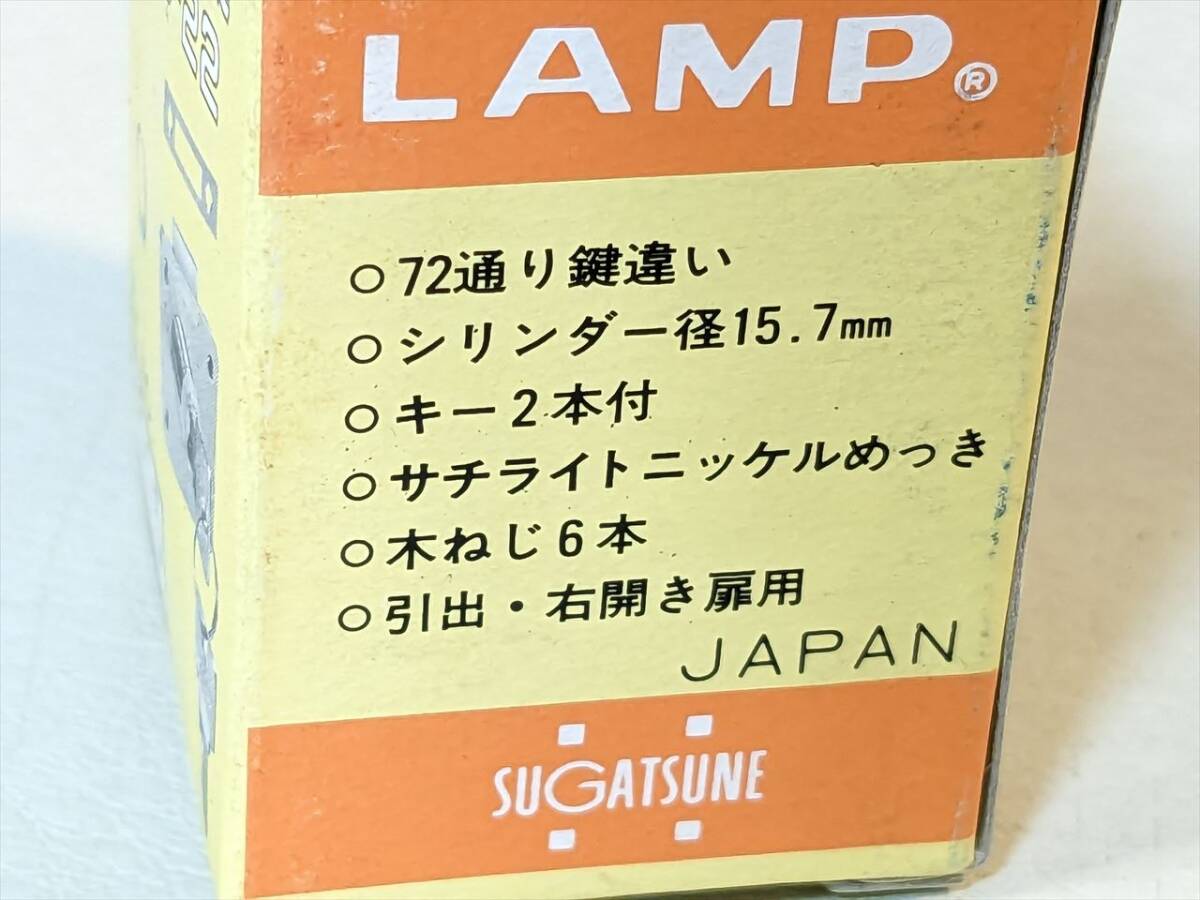 LAMP®
○ 72通り鍵違い
○ シリンダー径15.7mm
○ キー2本付
○ サチライトニッケルめっき
○ 木ねじ6本
○ 引出・右開き扉用
JAPAN
SUGATSUNE